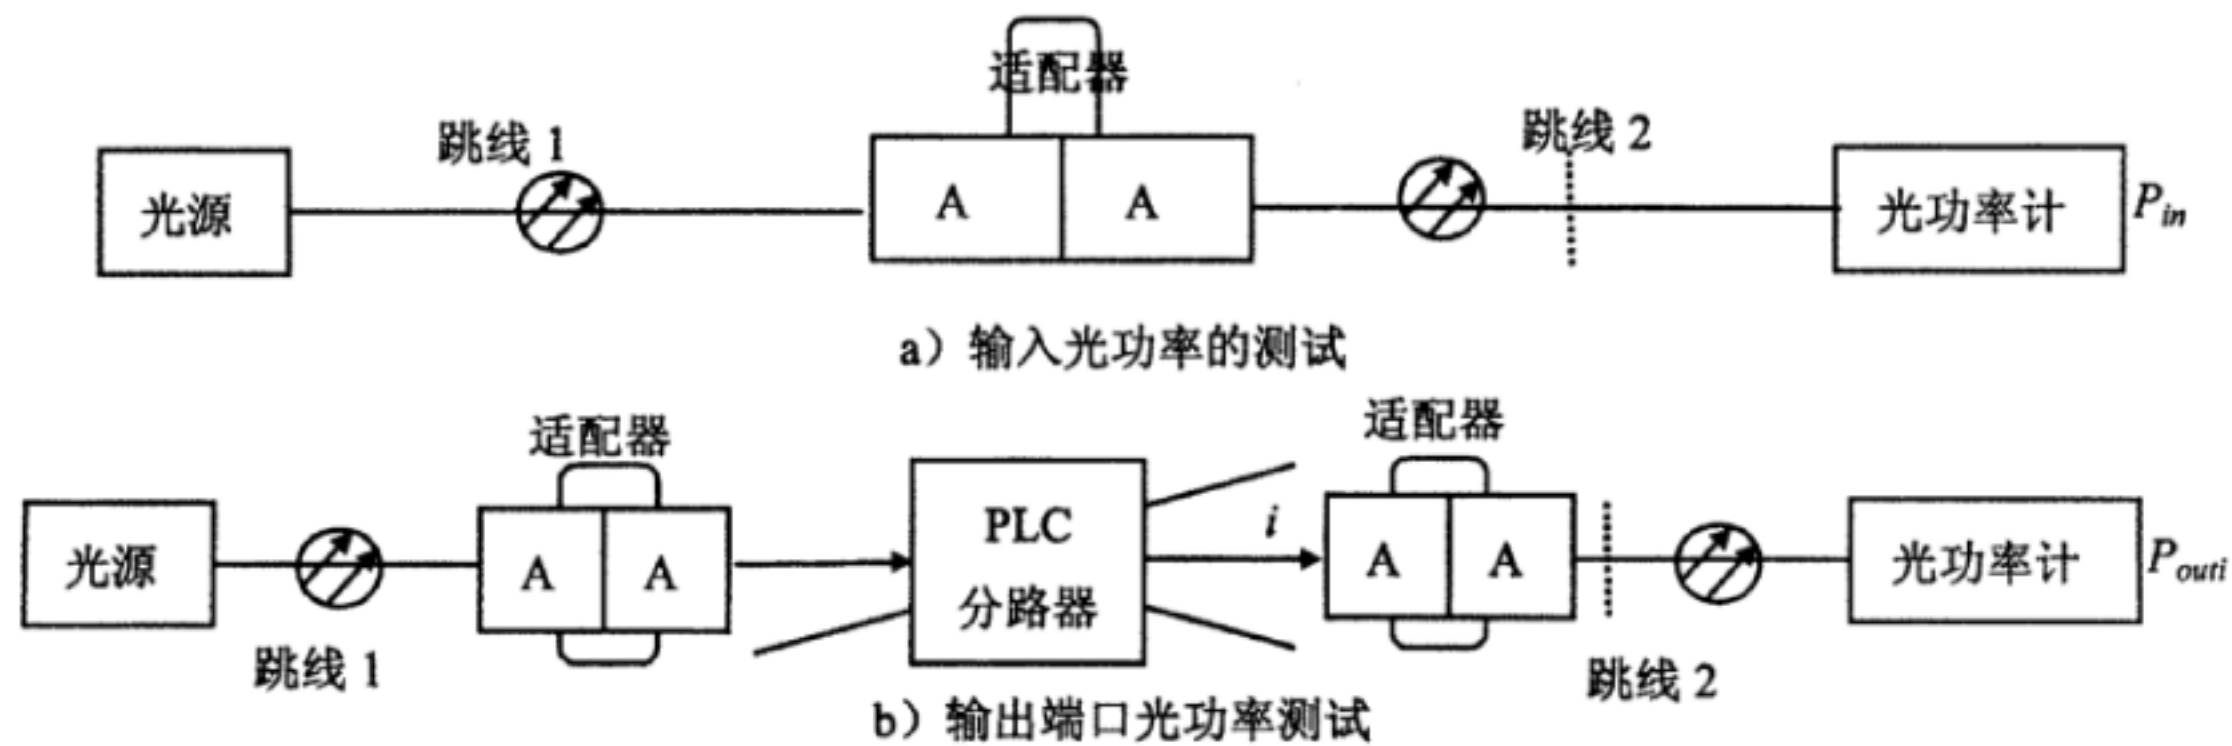 适配器
跳线 1
跳线 2
光源
A
A
光功率计
P_in
a）输入光功率的测试
适配器
适配器
光源
A
A
PLC
分路器
i
A
A
光功率计
P_outi
跳线 1
跳线 2
b）输出端口光功率测试